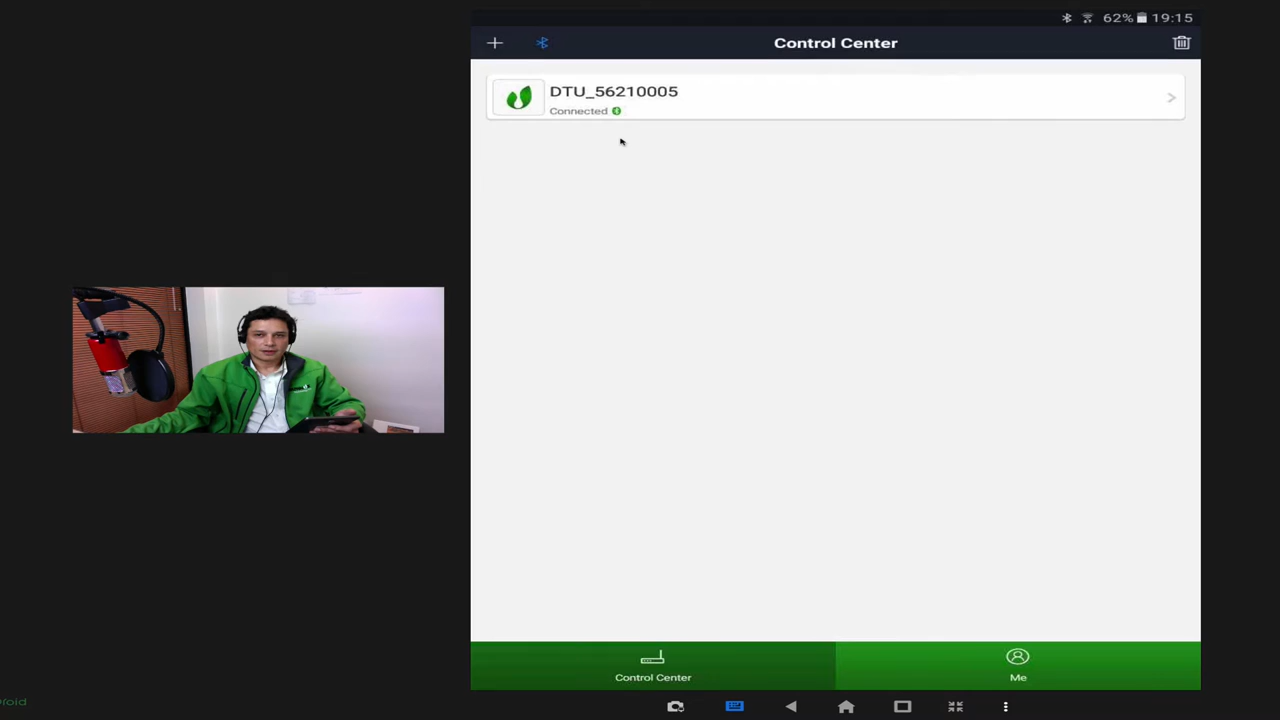 62% 19:15
Control Center
DTU_56210005
Connected
Control Center
Me